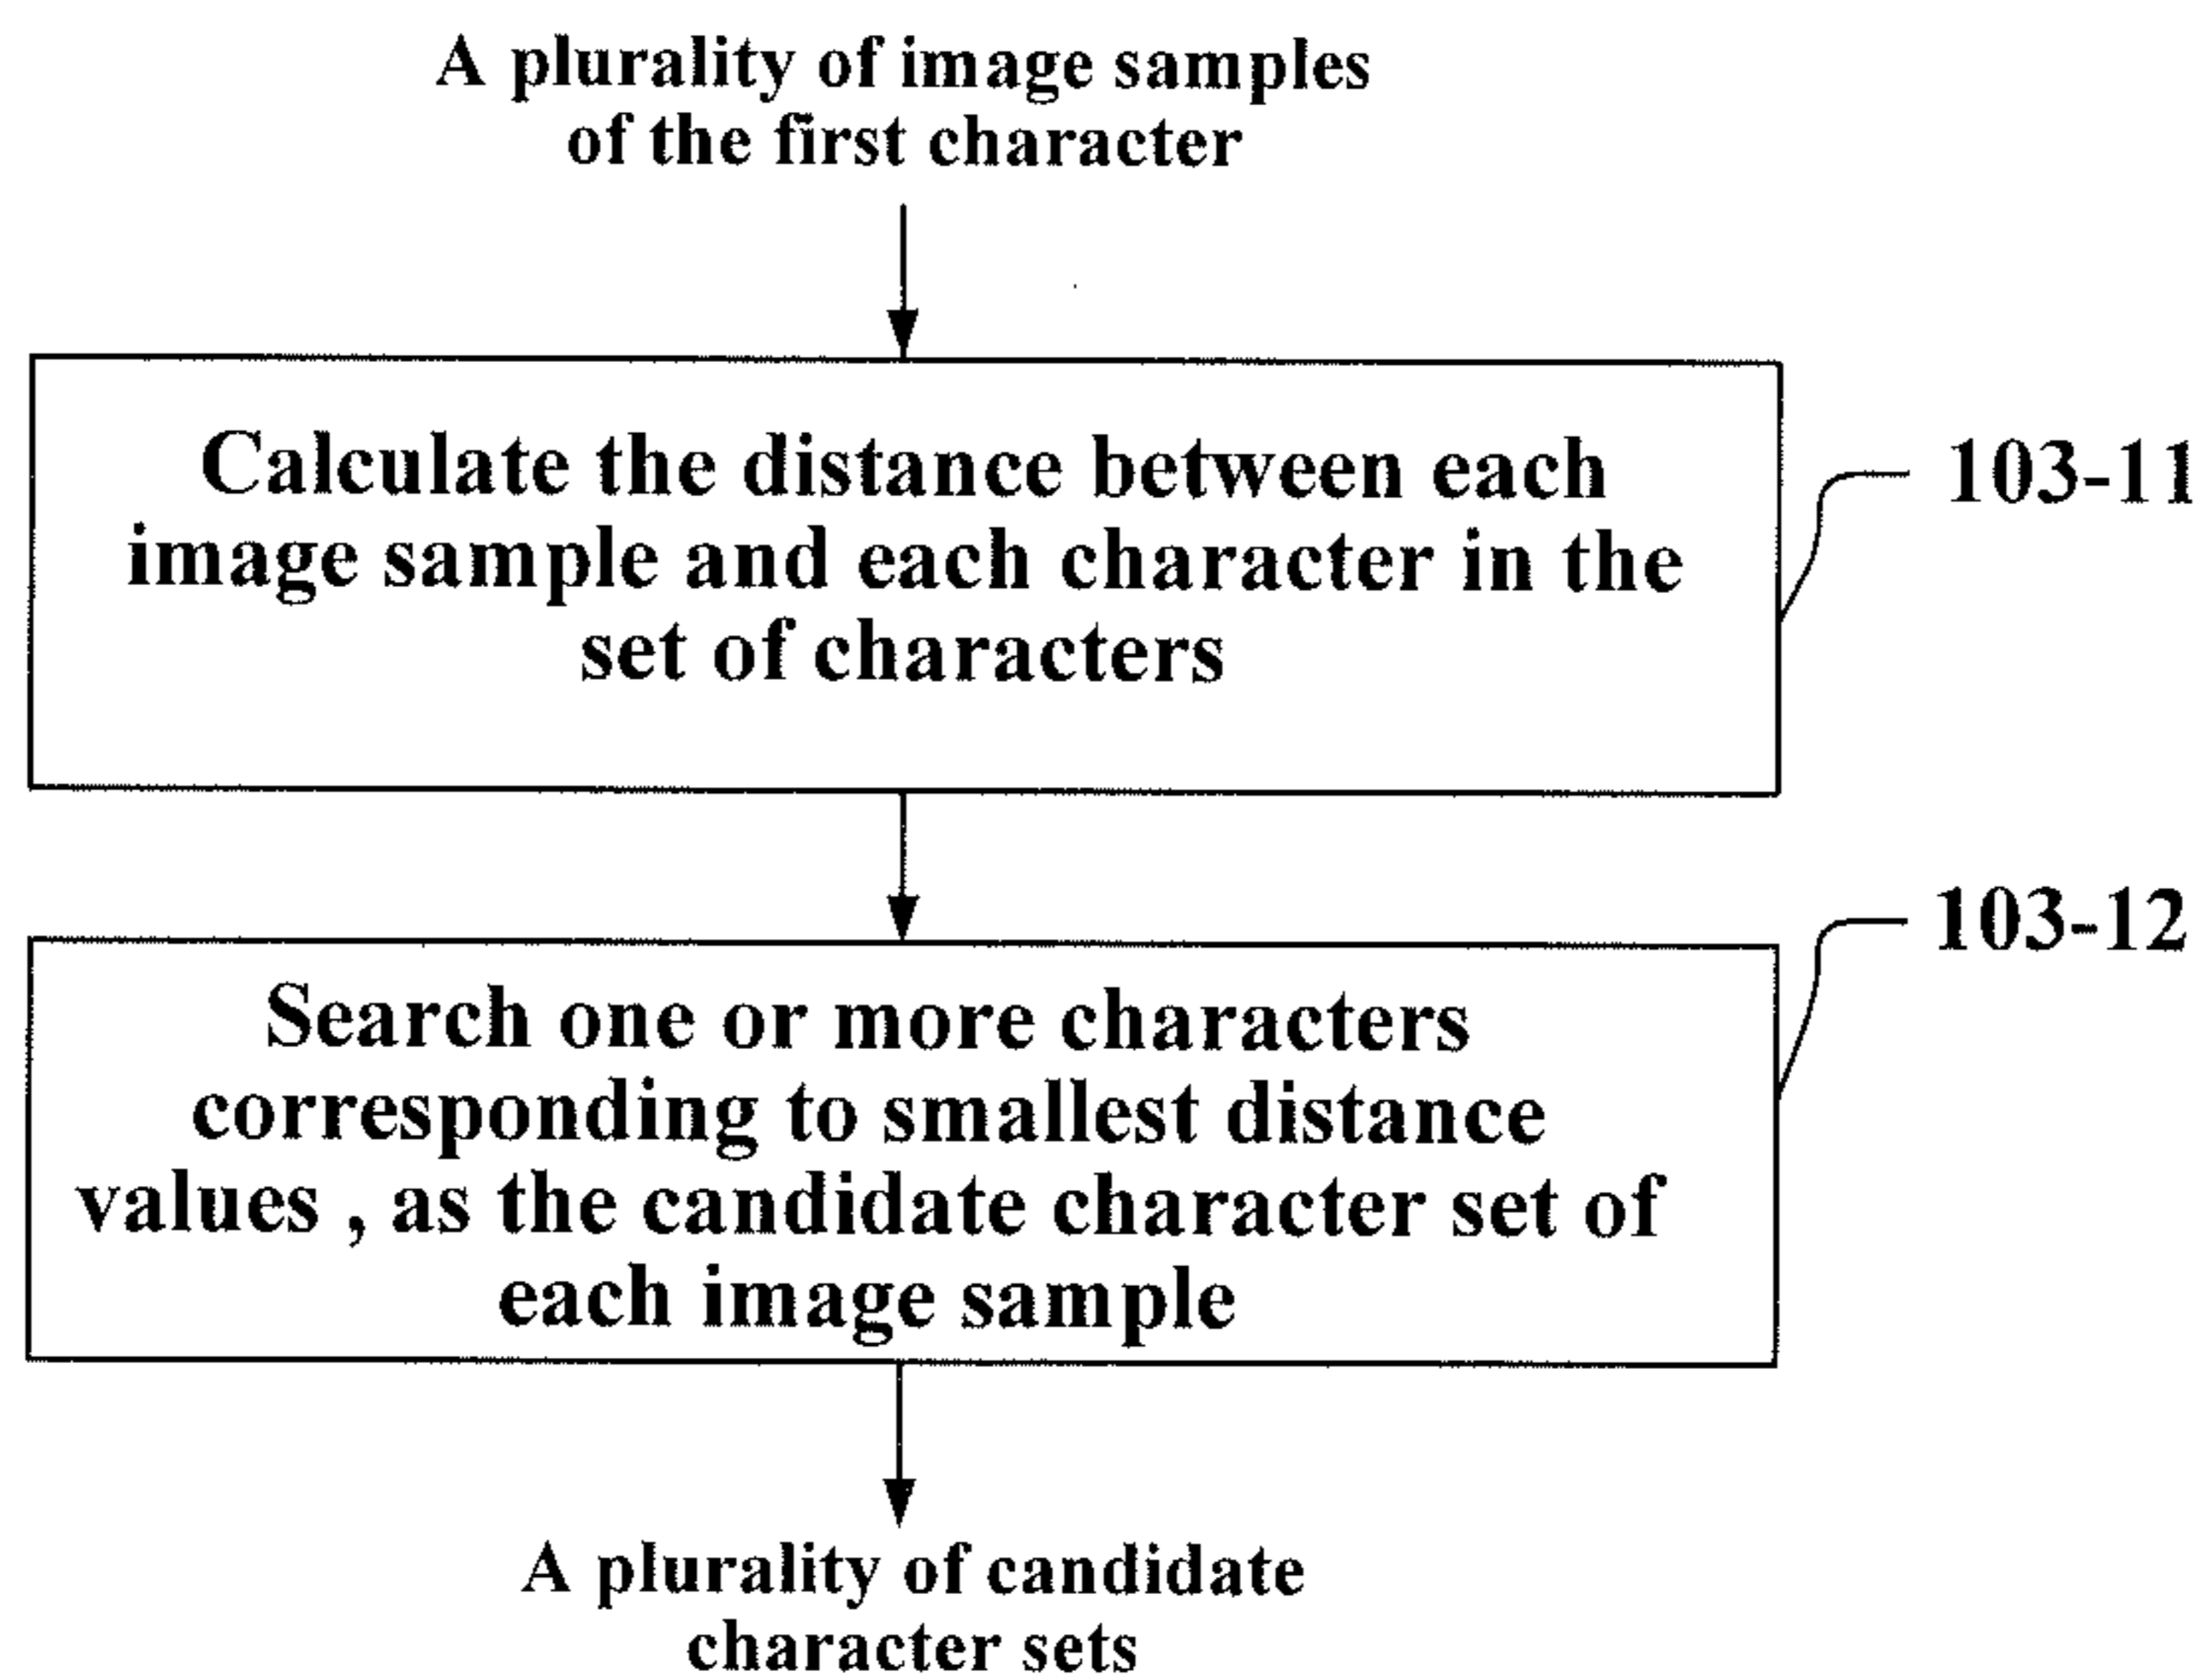 A plurality of image samples
of the first character
Calculate the distance between each
image sample and each character in the
set of characters
103-11
103-12
Search one or more characters
corresponding to smallest distance
values , as the candidate character set of
each image sample
A plurality of candidate
character sets